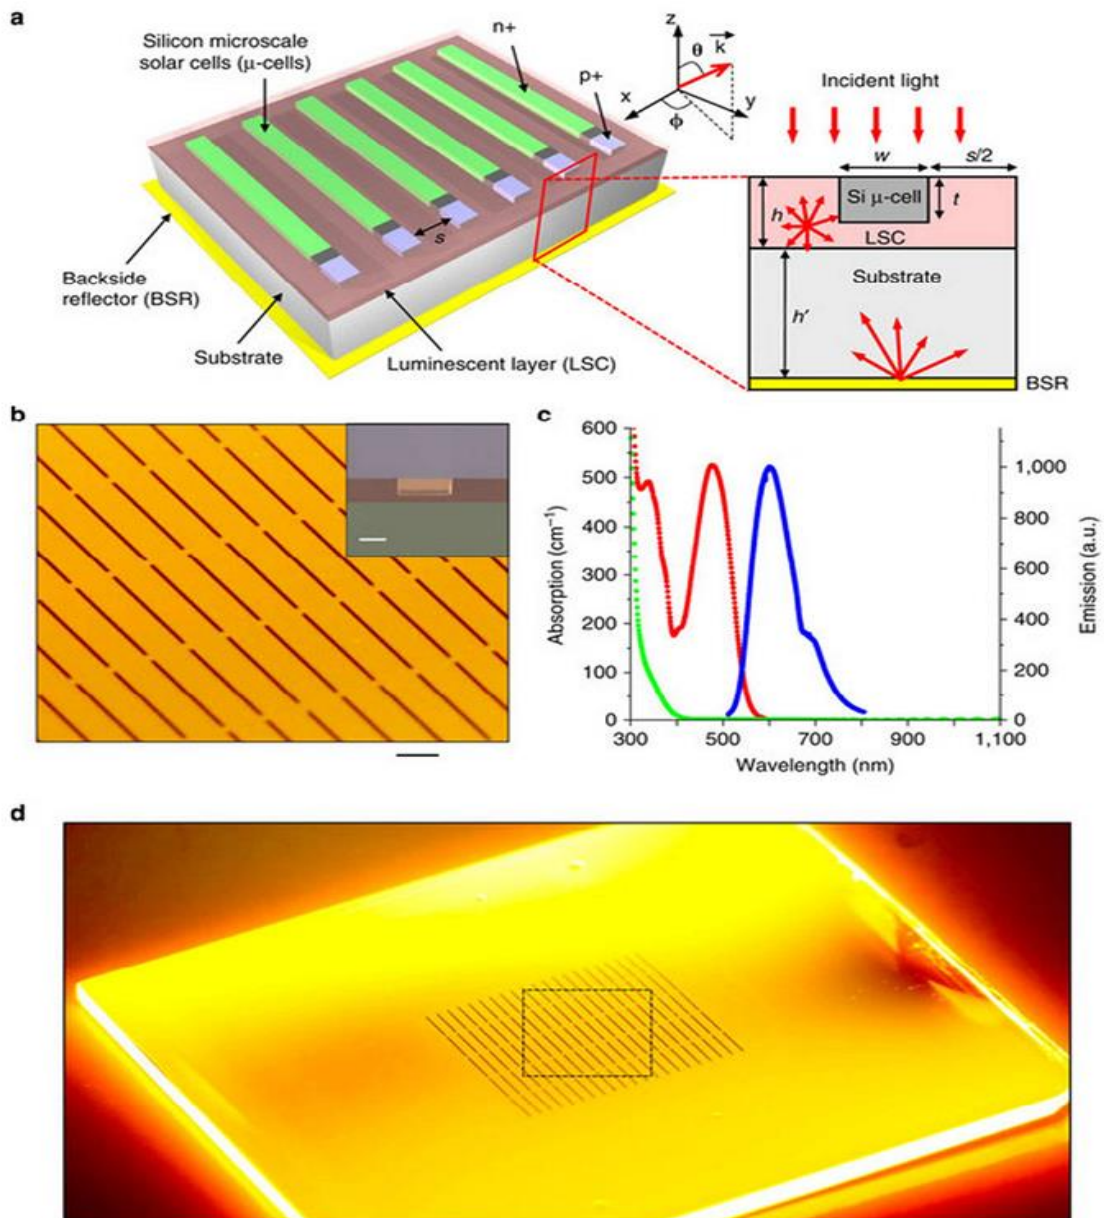 a
Silicon microscale
solar cells (μ-cells)
n+
p+
z
θ
k
x
y
ϕ
Incident light
w
s/2
Si μ-cell
t
h
LSC
Substrate
h′
BSR
s
Backside
reflector (BSR)
Substrate
Luminescent layer (LSC)
b
c
600
500
400
300
200
100
0
Absorption (cm⁻¹)
1,000
800
600
400
200
0
Emission (a.u.)
300
500
700
900
1,100
Wavelength (nm)
d